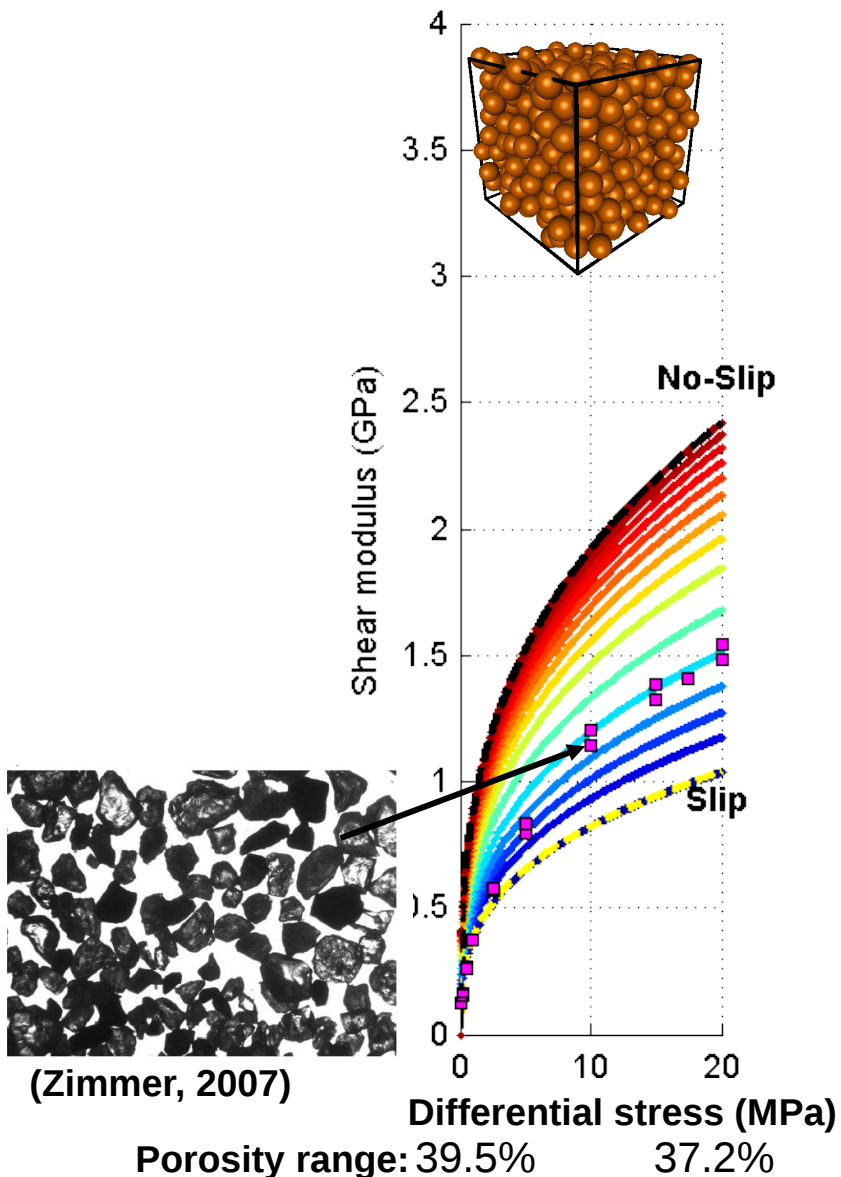 4
3.5
3
No-Slip
2.5
Shear modulus (GPa)
2
1.5
1
Slip
0.5
0
0 10 20
(Zimmer, 2007)
Differential stress (MPa)
Porosity range: 39.5% 37.2%